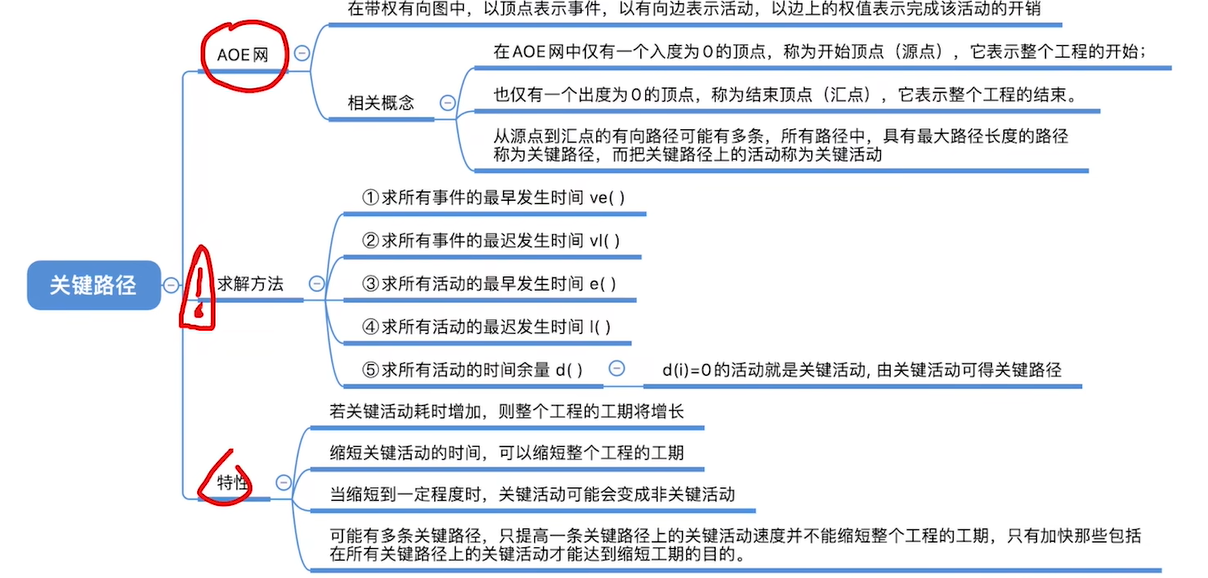 在带权有向图中，以顶点表示事件，以有向边表示活动，以边上的权值表示完成该活动的开销
AOE网
在AOE网中仅有一个入度为0的顶点，称为开始顶点（源点），它表示整个工程的开始；
相关概念
也仅有一个出度为0的顶点，称为结束顶点（汇点），它表示整个工程的结束。
从源点到汇点的有向路径可能有多条，所有路径中，具有最大路径长度的路径
称为关键路径，而把关键路径上的活动称为关键活动
关键路径
求解方法
①求所有事件的最早发生时间 ve( )
②求所有事件的最迟发生时间 vl( )
③求所有活动的最早发生时间 e( )
④求所有活动的最迟发生时间 l( )
⑤求所有活动的时间余量 d( )
d(i)=0的活动就是关键活动, 由关键活动可得关键路径
特性
若关键活动耗时增加，则整个工程的工期将增长
缩短关键活动的时间，可以缩短整个工程的工期
当缩短到一定程度时，关键活动可能会变成非关键活动
可能有多条关键路径，只提高一条关键路径上的关键活动速度并不能缩短整个工程的工期，只有加快那些包括
在所有关键路径上的关键活动才能达到缩短工期的目的。